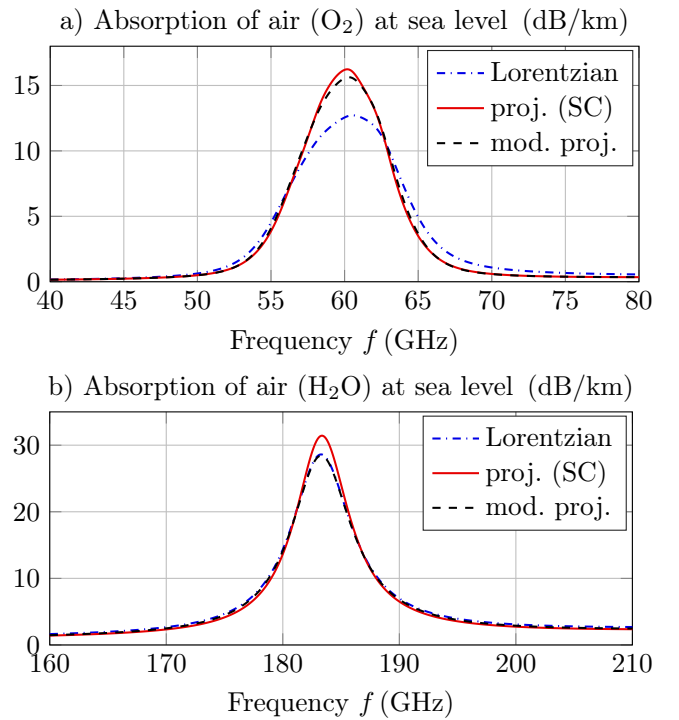 a) Absorption of air (O₂) at sea level (dB/km)
15
10
5
0
Lorentzian
proj. (SC)
mod. proj.
40 45 50 55 60 65 70 75 80
Frequency f (GHz)
b) Absorption of air (H₂O) at sea level (dB/km)
30
20
10
0
Lorentzian
proj. (SC)
mod. proj.
160 170 180 190 200 210
Frequency f (GHz)